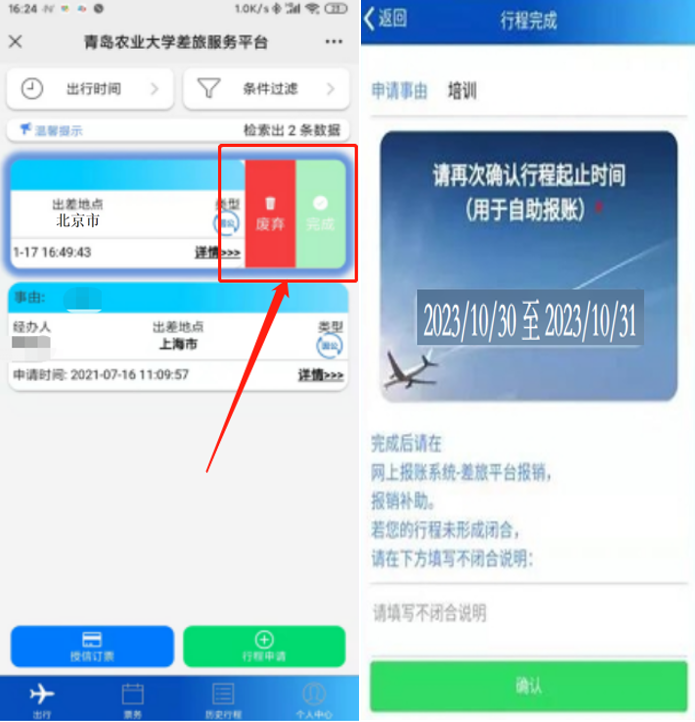 16:24
1.0K/s
22
青岛农业大学差旅服务平台
出行时间
条件过滤
温馨提示
检索出 2 条数据
出差地点
类型
北京市
因公
废弃
完成
1-17 16:49:43
详情>>>
事由:
经办人
出差地点
类型
上海市
因公
申请时间: 2021-07-16 11:09:57
详情>>>
授信订票
行程申请
出行
票务
历史行程
个人中心
返回
行程完成
申请事由 培训
请再次确认行程起止时间
(用于自助报账) *
2023/10/30 至 2023/10/31
完成后请在
网上报账系统-差旅平台报销,
报销补助。
若您的行程未形成闭合,
请在下方填写不闭合说明:
请填写不闭合说明
确认